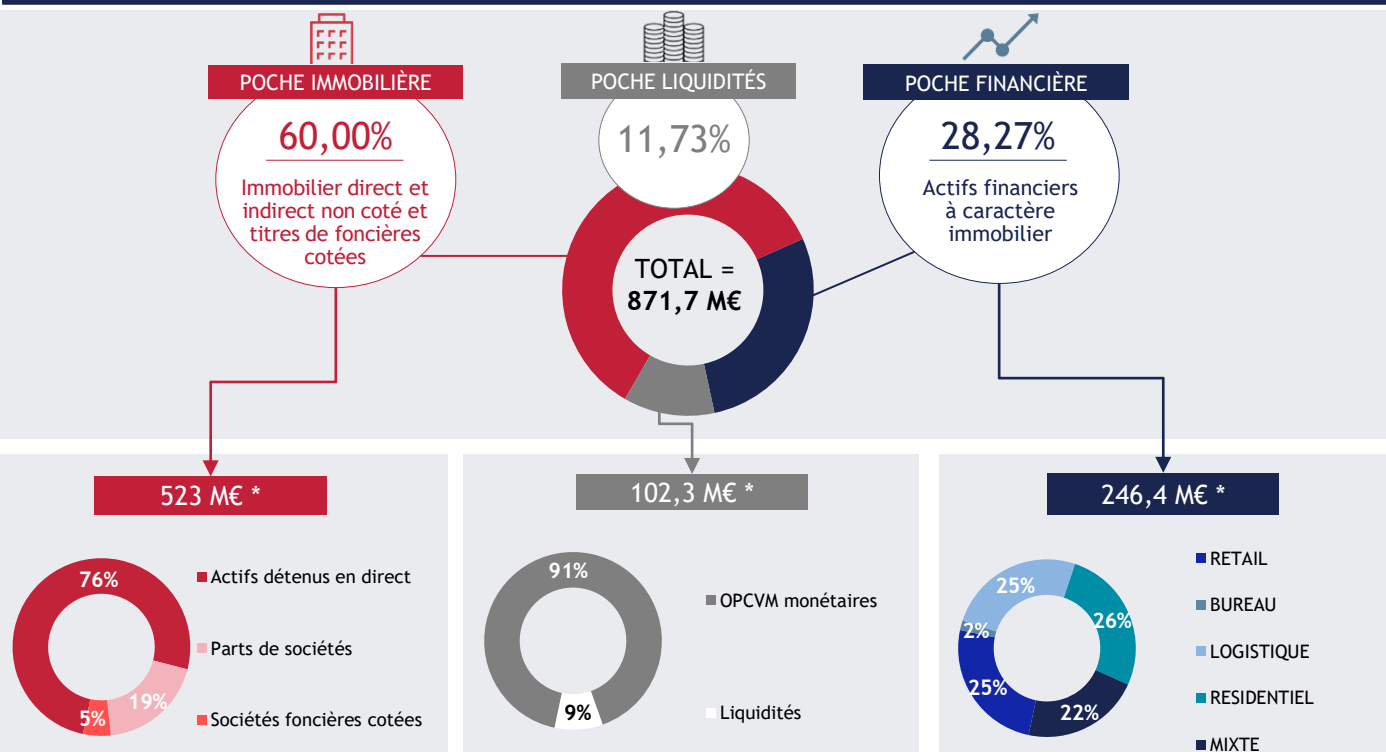 POCHE IMMOBILIÈRE
60,00%
Immobilier direct et
indirect non coté et
titres de foncières
cotées
POCHE LIQUIDITÉS
11,73%
POCHE FINANCIÈRE
28,27%
Actifs financiers
à caractère
immobilier
TOTAL =
871,7 M€
523 M€ *
76%
19%
5%
Actifs détenus en direct
Parts de sociétés
Sociétés foncières cotées
102,3 M€ *
91%
9%
OPCVM monétaires
Liquidités
246,4 M€ *
25%
26%
2%
25%
22%
RETAIL
BUREAU
LOGISTIQUE
RESIDENTIEL
MIXTE